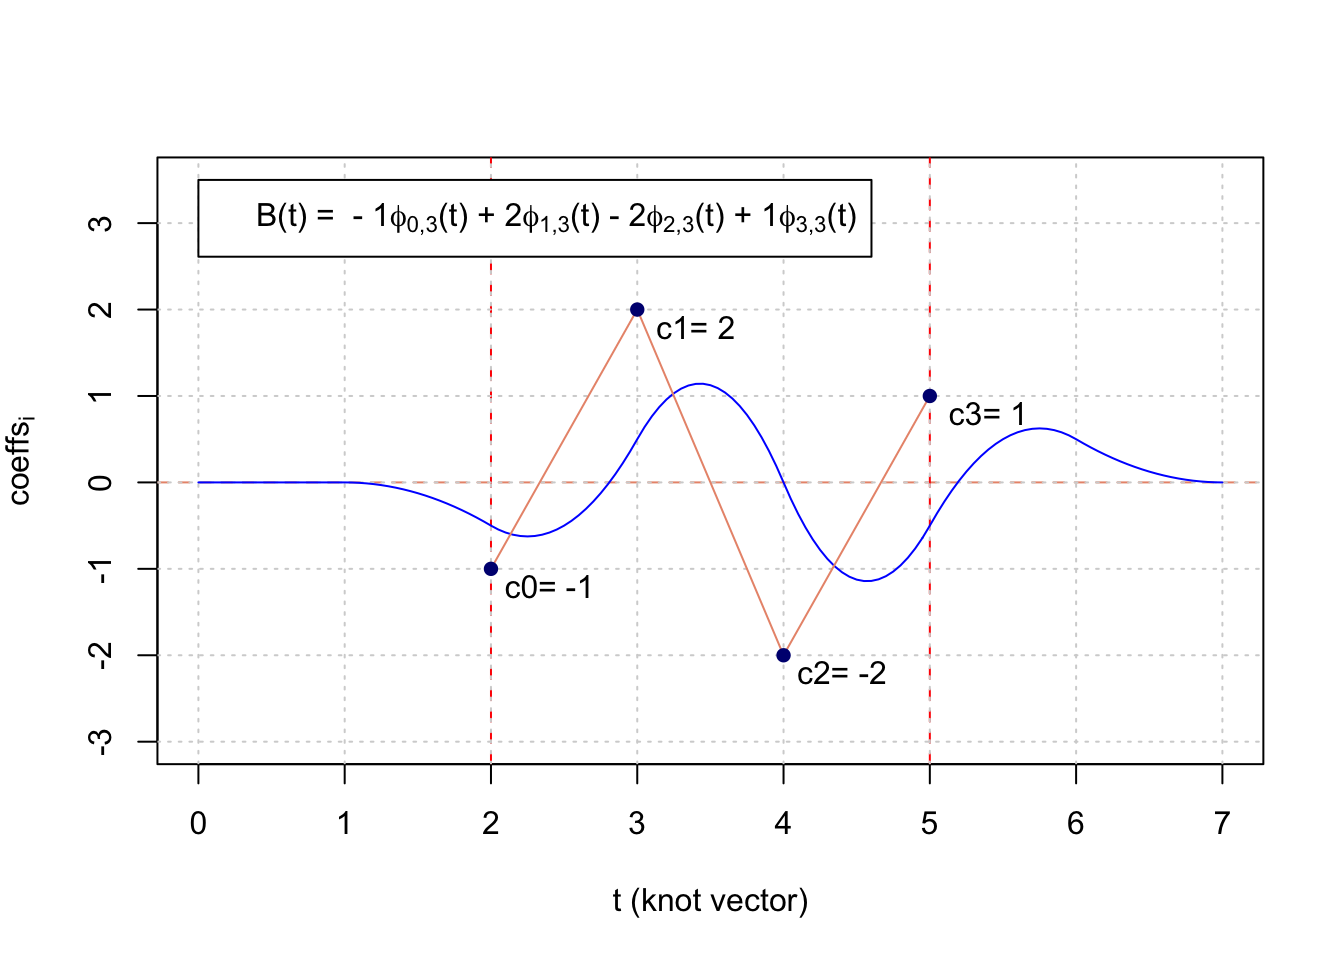 B(t) = - 1ϕ0,3(t) + 2ϕ1,3(t) - 2ϕ2,3(t) + 1ϕ3,3(t)
3
2
1
0
-1
-2
-3
coeffsi
c1= 2
c3= 1
c0= -1
c2= -2
0 1 2 3 4 5 6 7
t (knot vector)